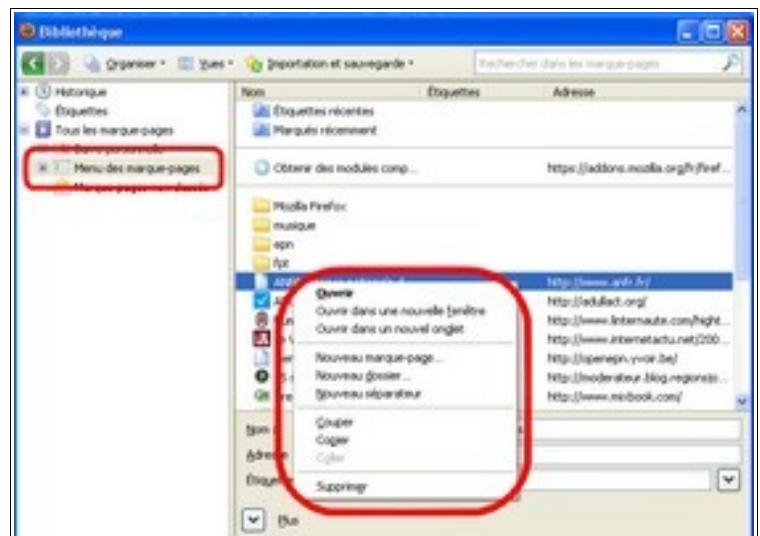 Bibliothèque
Organiser Vues Importation et sauvegarde Rechercher dans les marque-pages
Historique
Étiquettes
Tous les marque-pages
Menu des marque-pages
Nom Étiquettes Adresse
Étiquettes récentes
Marqués récemment
Obtenir des modules comp... https://addons.mozilla.org/fr/firef...
Mozilla Firefox
musique
epn
fpt
http://www.anfr.fr/
http://adullact.org/
http://www.linternaute.com/hight...
http://www.internetactu.net/200...
http://openepn.yvoir.be/
http://moderateur.blog.regionsjo...
http://www.mixbook.com/
Ouvrir
Ouvrir dans une nouvelle fenêtre
Ouvrir dans un nouvel onglet
Nouveau marque-page...
Nouveau dossier...
Nouveau séparateur
Couper
Copier
Coller
Supprimer
Nom
Adresse
Plus